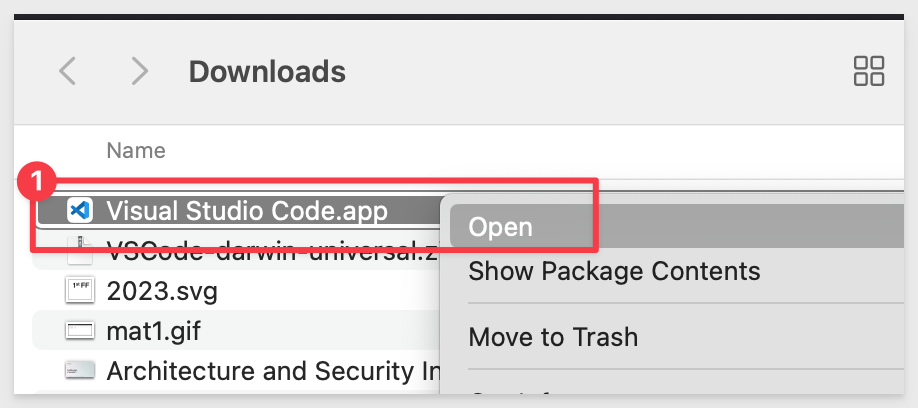 Downloads
Name
1
Visual Studio Code.app
Open
VSCode-darwin-universal.z
Show Package Contents
2023.svg
mat1.gif
Move to Trash
Architecture and Security In